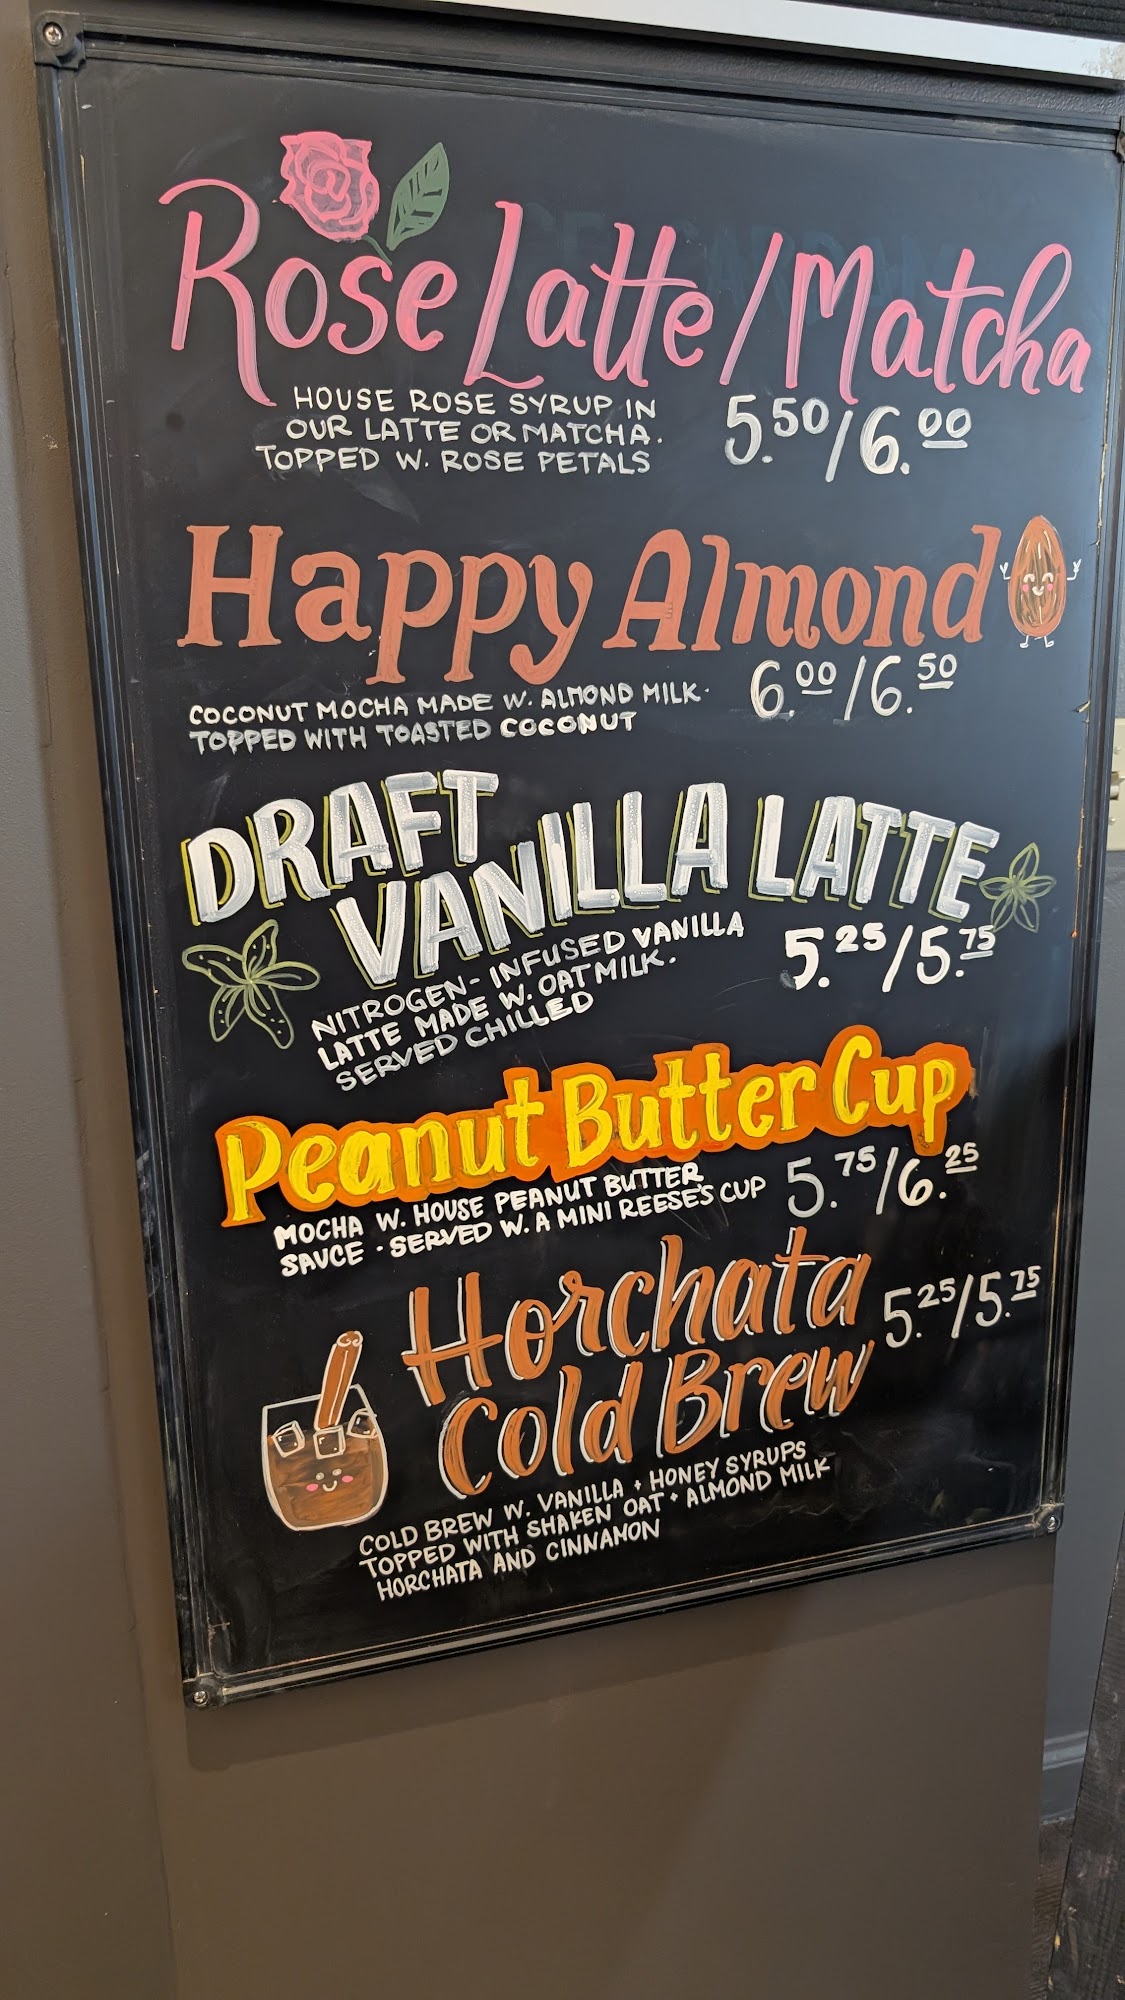 Rose Latte/Matcha
HOUSE ROSE SYRUP IN
OUR LATTE OR MATCHA.
TOPPED W. ROSE PETALS
5.50/6.00
Happy Almond
6.00/6.50
COCONUT MOCHA MADE W. ALMOND MILK.
TOPPED WITH TOASTED COCONUT
DRAFT
VANILLA LATTE
NITROGEN-INFUSED VANILLA
LATTE MADE W. OATMILK.
SERVED CHILLED
5.25/5.75
Peanut Butter Cup
MOCHA W. HOUSE PEANUT BUTTER
SAUCE · SERVED W. A MINI REESE'S CUP
5.75/6.25
Horchata
Cold Brew
5.25/5.75
COLD BREW W. VANILLA + HONEY SYRUPS
TOPPED WITH SHAKEN OAT + ALMOND MILK
HORCHATA AND CINNAMON